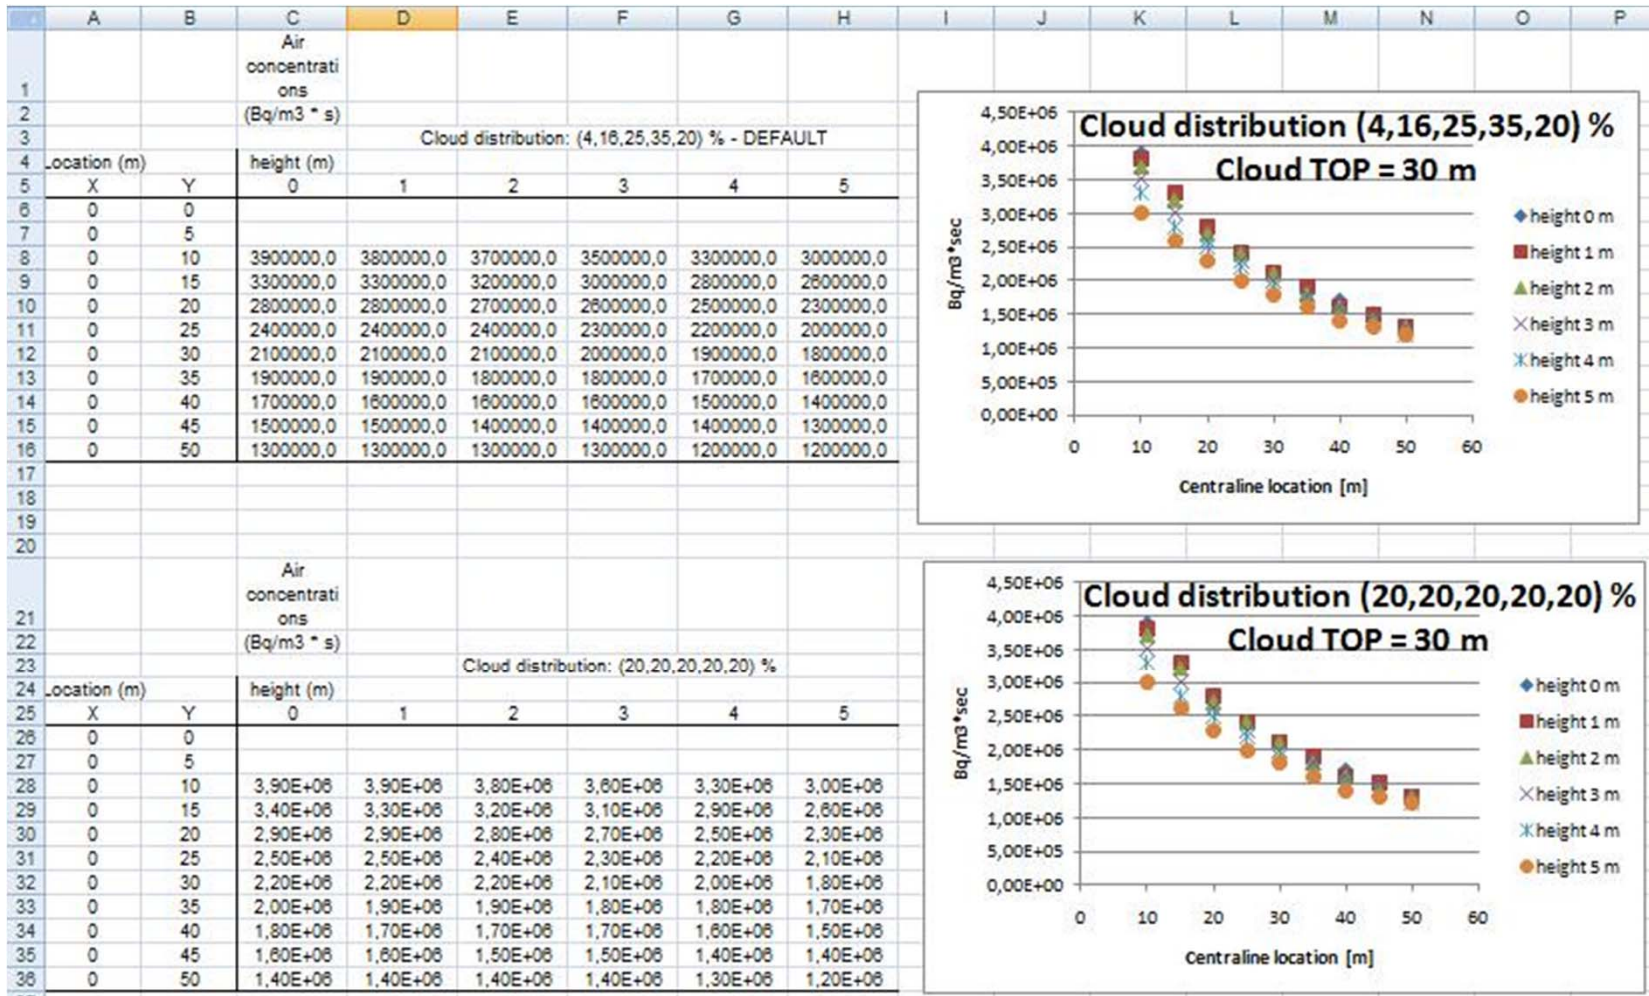 A B C D E F G H I J K L M N O P
1 Air concentrati ons
2 (Bq/m3 * s)
3 Cloud distribution: (4,16,25,35,20) % - DEFAULT
4 Location (m) height (m)
5 X Y 0 1 2 3 4 5
6 0 0
7 0 5
8 0 10 3900000,0 3800000,0 3700000,0 3500000,0 3300000,0 3000000,0
9 0 15 3300000,0 3300000,0 3200000,0 3000000,0 2800000,0 2600000,0
10 0 20 2800000,0 2800000,0 2700000,0 2600000,0 2500000,0 2300000,0
11 0 25 2400000,0 2400000,0 2400000,0 2300000,0 2200000,0 2000000,0
12 0 30 2100000,0 2100000,0 2100000,0 2000000,0 1900000,0 1800000,0
13 0 35 1900000,0 1900000,0 1800000,0 1800000,0 1700000,0 1600000,0
14 0 40 1700000,0 1600000,0 1600000,0 1600000,0 1500000,0 1400000,0
15 0 45 1500000,0 1500000,0 1400000,0 1400000,0 1400000,0 1300000,0
16 0 50 1300000,0 1300000,0 1300000,0 1300000,0 1200000,0 1200000,0
17
18
19
20
Cloud distribution (4,16,25,35,20) %
Cloud TOP = 30 m
4,50E+06
4,00E+06
3,50E+06
3,00E+06
2,50E+06
2,00E+06
1,50E+06
1,00E+06
5,00E+05
0,00E+00
Bq/m3*sec
0 10 20 30 40 50 60
Centraline location [m]
height 0 m
height 1 m
height 2 m
height 3 m
height 4 m
height 5 m
21 Air concentrati ons
22 (Bq/m3 * s)
23 Cloud distribution: (20,20,20,20,20) %
24 Location (m) height (m)
25 X Y 0 1 2 3 4 5
26 0 0
27 0 5
28 0 10 3,90E+06 3,90E+06 3,80E+06 3,60E+06 3,30E+06 3,00E+06
29 0 15 3,40E+06 3,30E+06 3,20E+06 3,10E+06 2,90E+06 2,60E+06
30 0 20 2,90E+06 2,90E+06 2,80E+06 2,70E+06 2,50E+06 2,30E+06
31 0 25 2,50E+06 2,50E+06 2,40E+06 2,30E+06 2,20E+06 2,10E+06
32 0 30 2,20E+06 2,20E+06 2,20E+06 2,10E+06 2,00E+06 1,80E+06
33 0 35 2,00E+06 1,90E+06 1,90E+06 1,80E+06 1,80E+06 1,70E+06
34 0 40 1,80E+06 1,70E+06 1,70E+06 1,70E+06 1,60E+06 1,50E+06
35 0 45 1,60E+06 1,60E+06 1,50E+06 1,50E+06 1,40E+06 1,40E+06
36 0 50 1,40E+06 1,40E+06 1,40E+06 1,40E+06 1,30E+06 1,20E+06
Cloud distribution (20,20,20,20,20) %
Cloud TOP = 30 m
4,50E+06
4,00E+06
3,50E+06
3,00E+06
2,50E+06
2,00E+06
1,50E+06
1,00E+06
5,00E+05
0,00E+00
Bq/m3*sec
0 10 20 30 40 50 60
Centraline location [m]
height 0 m
height 1 m
height 2 m
height 3 m
height 4 m
height 5 m